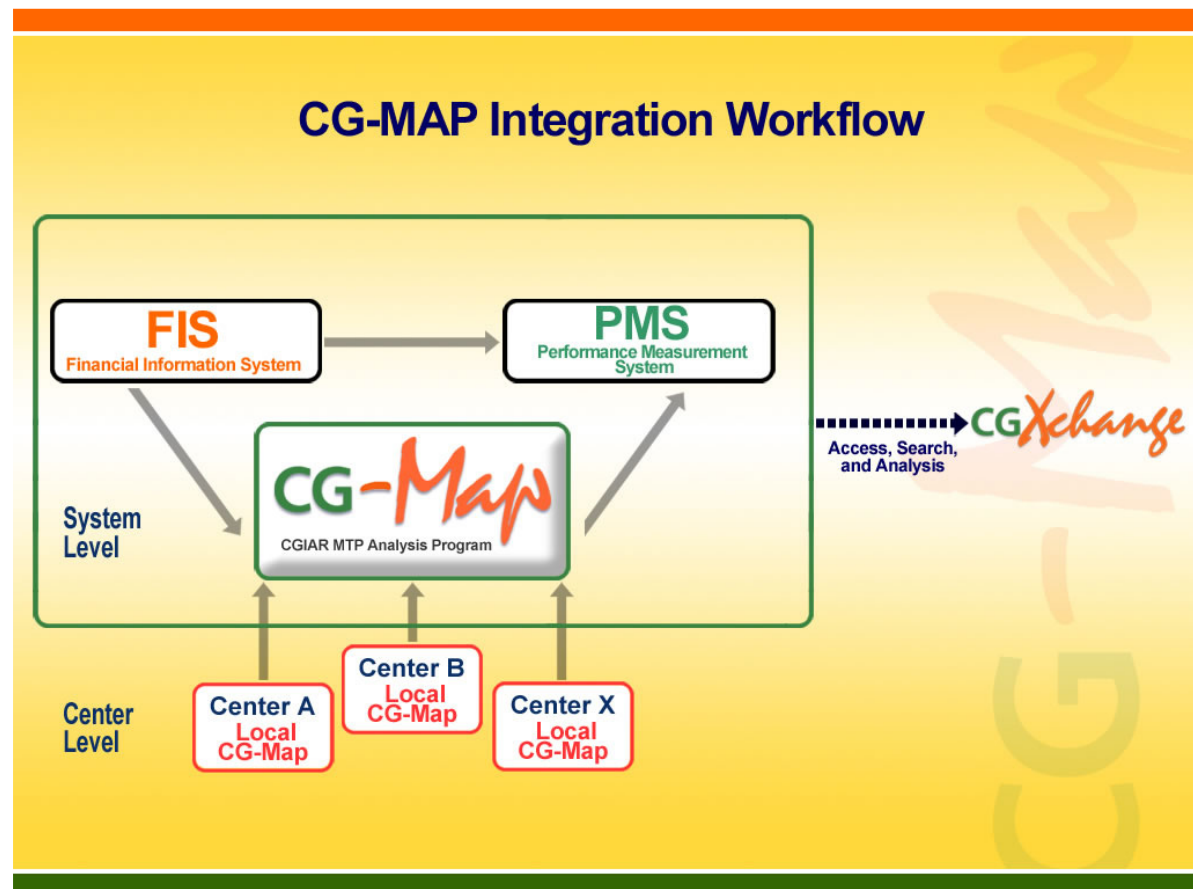 CG-MAP Integration Workflow
FIS
Financial Information System
PMS
Performance Measurement
System
CG-Map
CGIAR MTP Analysis Program
System
Level
Access, Search,
and Analysis
CGXchange
Center
Level
Center A
Local
CG-Map
Center B
Local
CG-Map
Center X
Local
CG-Map
CG-Map